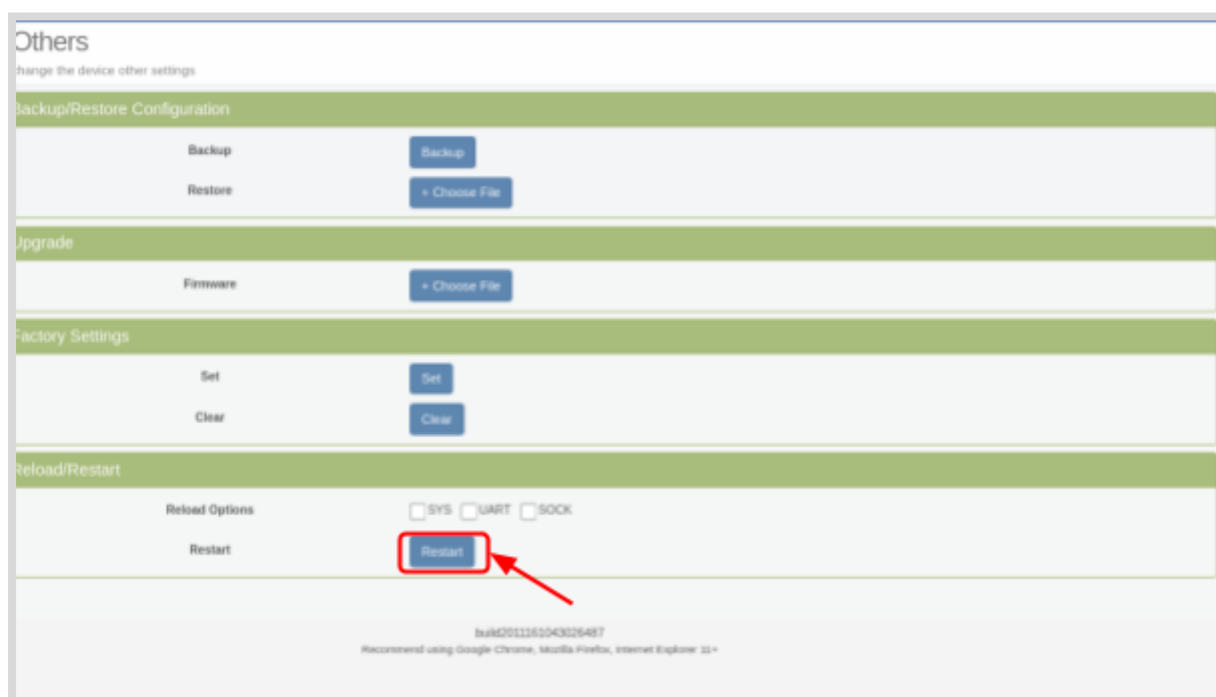 Others
change the device other settings
Backup/Restore Configuration
Backup Backup
Restore + Choose File
Upgrade
Firmware + Choose File
Factory Settings
Set Set
Clear Clear
Reload/Restart
Reload Options SYS UART SOCK
Restart Restart
build2011161043026487
Recommend using Google Chrome, Mozilla Firefox, Internet Explorer 11+